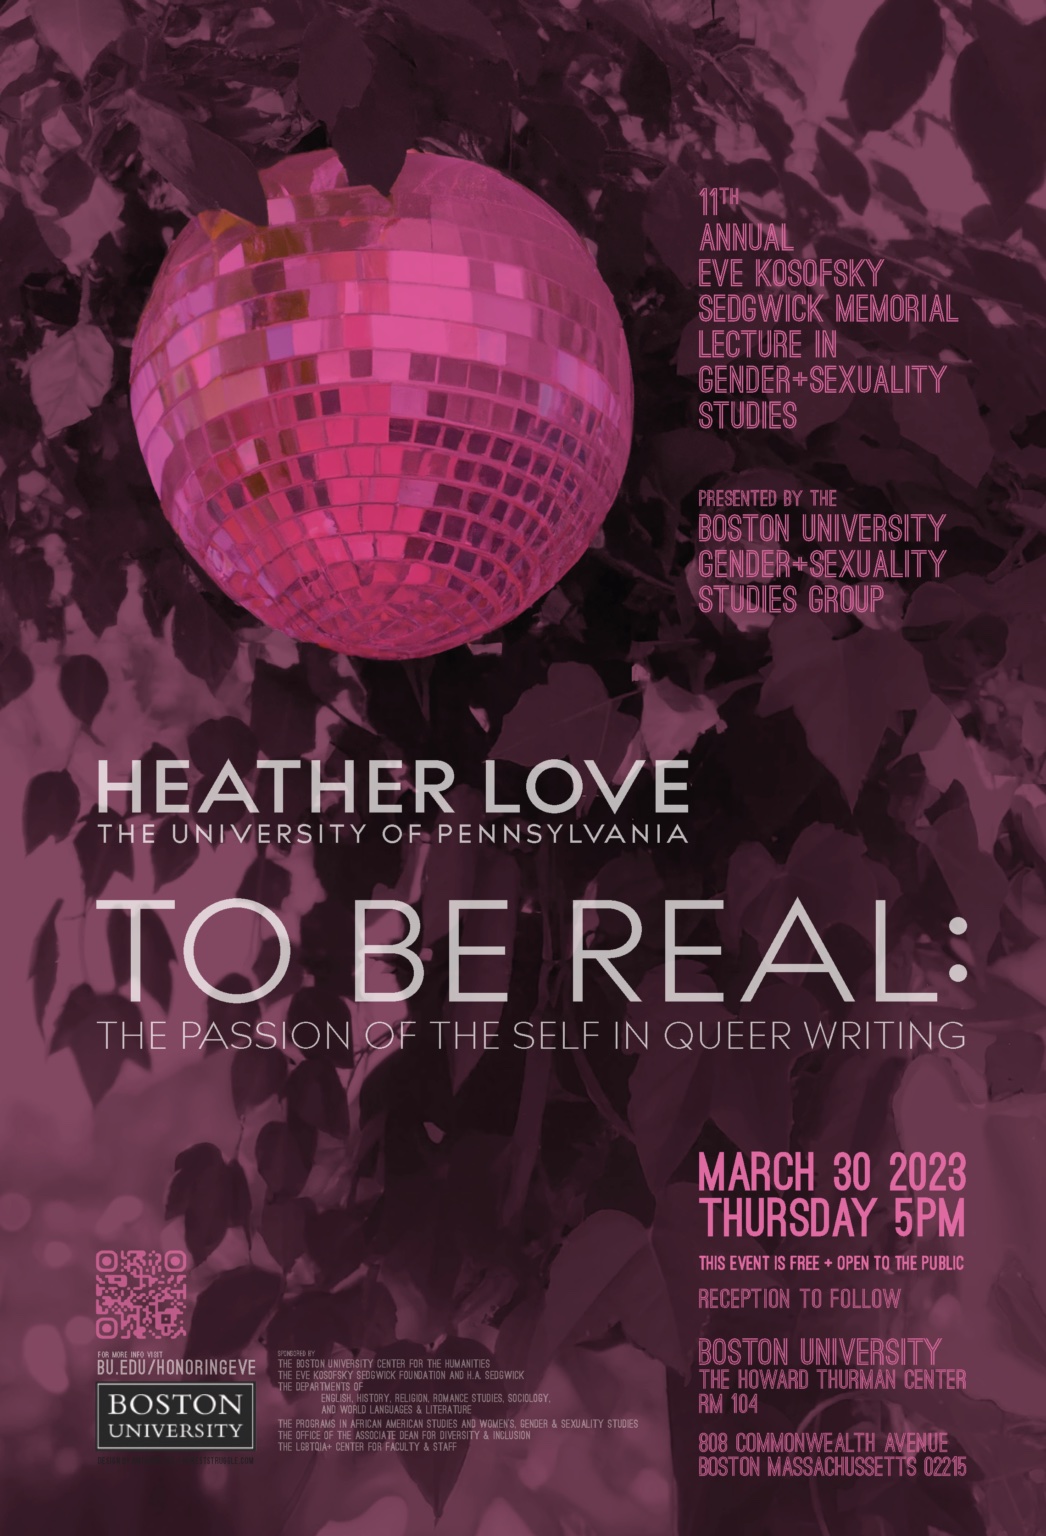 11TH
ANNUAL
EVE KOSOFSKY
SEDGWICK MEMORIAL
LECTURE IN
GENDER+SEXUALITY
STUDIES
PRESENTED BY THE
BOSTON UNIVERSITY
GENDER+SEXUALITY
STUDIES GROUP
HEATHER LOVE
THE UNIVERSITY OF PENNSYLVANIA
TO BE REAL:
THE PASSION OF THE SELF IN QUEER WRITING
MARCH 30 2023
THURSDAY 5PM
THIS EVENT IS FREE + OPEN TO THE PUBLIC
RECEPTION TO FOLLOW
BOSTON UNIVERSITY
THE HOWARD THURMAN CENTER
RM 104
808 COMMONWEALTH AVENUE
BOSTON MASSACHUSSETTS 02215
FOR MORE INFO VISIT
BU.EDU/HONORINGEVE
BOSTON
UNIVERSITY
SPONSORED BY
THE BOSTON UNIVERSITY CENTER FOR THE HUMANITIES
THE EVE KOSOFSKY SEDGWICK FOUNDATION AND H.A. SEDGWICK
THE DEPARTMENTS OF
ENGLISH, HISTORY, RELIGION, ROMANCE STUDIES, SOCIOLOGY,
AND WORLD LANGUAGES & LITERATURE
THE PROGRAMS IN AFRICAN AMERICAN STUDIES AND WOMEN'S, GENDER & SEXUALITY STUDIES
THE OFFICE OF THE ASSOCIATE DEAN FOR DIVERSITY & INCLUSION
THE LGBTQIA+ CENTER FOR FACULTY & STAFF